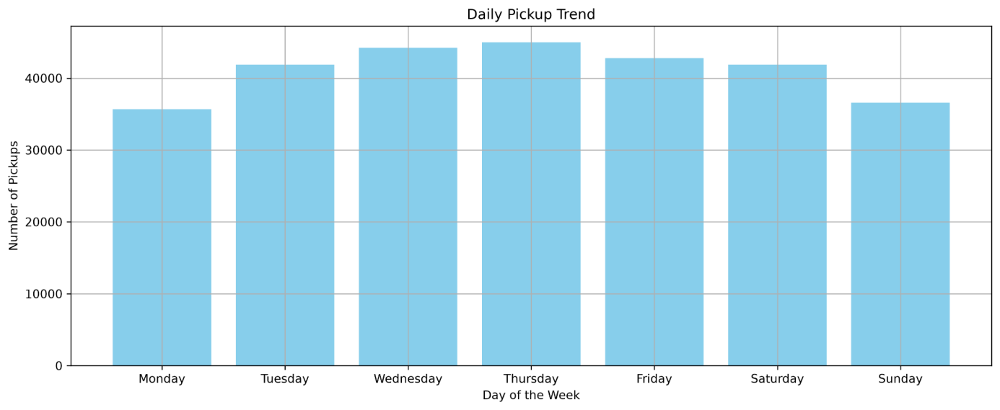 Daily Pickup Trend
Number of Pickups
40000
30000
20000
10000
0
Monday Tuesday Wednesday Thursday Friday Saturday Sunday
Day of the Week